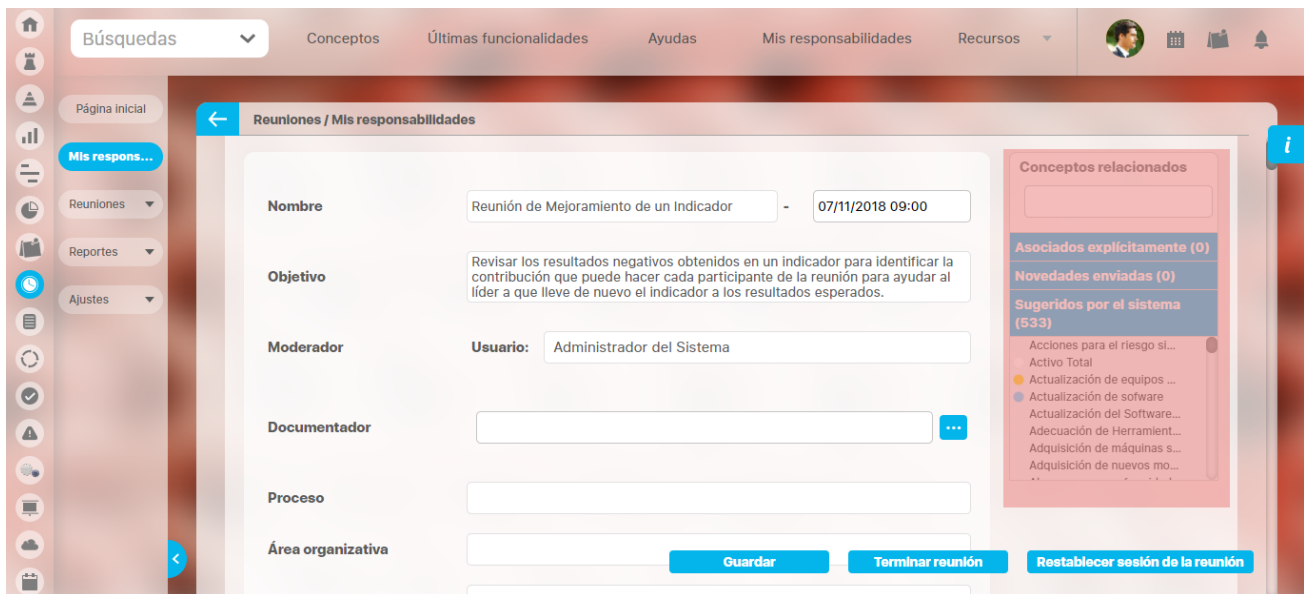 Búsquedas
Conceptos
Últimas funcionalidades
Ayudas
Mis responsabilidades
Recursos
Página inicial
Mis respons...
Reuniones
Reportes
Ajustes
Reuniones / Mis responsabilidades
i
Nombre
Reunión de Mejoramiento de un Indicador
-
07/11/2018 09:00
Objetivo
Revisar los resultados negativos obtenidos en un indicador para identificar la
contribución que puede hacer cada participante de la reunión para ayudar al
líder a que lleve de nuevo el indicador a los resultados esperados.
Moderador
Usuario:
Administrador del Sistema
Documentador
...
Proceso
Área organizativa
Guardar
Terminar reunión
Restablecer sesión de la reunión
Conceptos relacionados
Asociados explícitamente (0)
Novedades enviadas (0)
Sugeridos por el sistema
(533)
Acciones para el riesgo si...
Activo Total
Actualización de equipos ...
Actualización de sofware
Actualización del Software...
Adecuación de Herramient...
Adquisición de máquinas s...
Adquisición de nuevos mo...